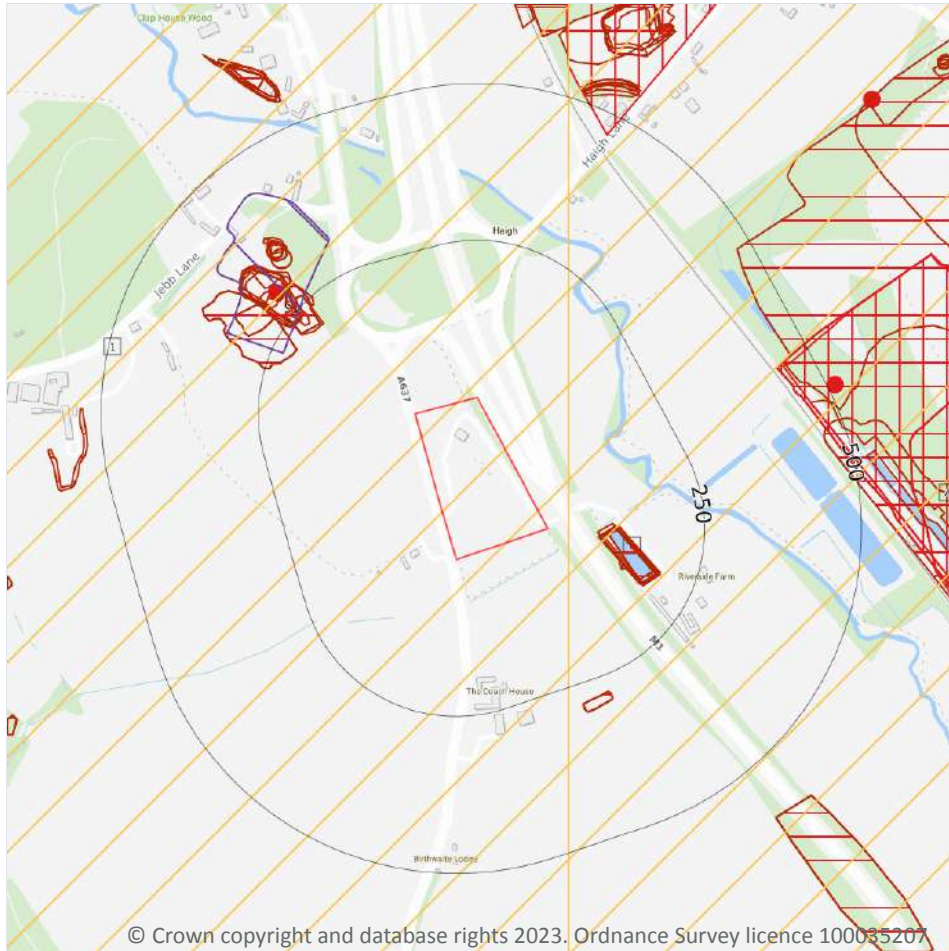 Clap House Wood
Haigh Lane
Haigh
Jebb Lane
1
A637
500
250
Riverside Farm
M1
The Coach House
Birthwaite Lodge
© Crown copyright and database rights 2023. Ordnance Survey licence 100035207.